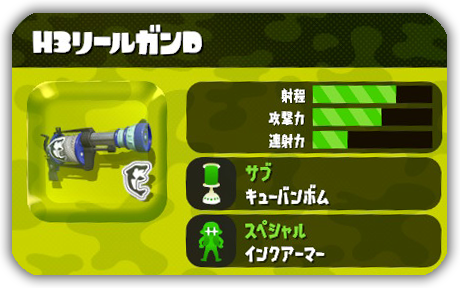 H3リールガンD
射程
攻撃力
連射力
サブ
キューバンボム
スペシャル
インクアーマー